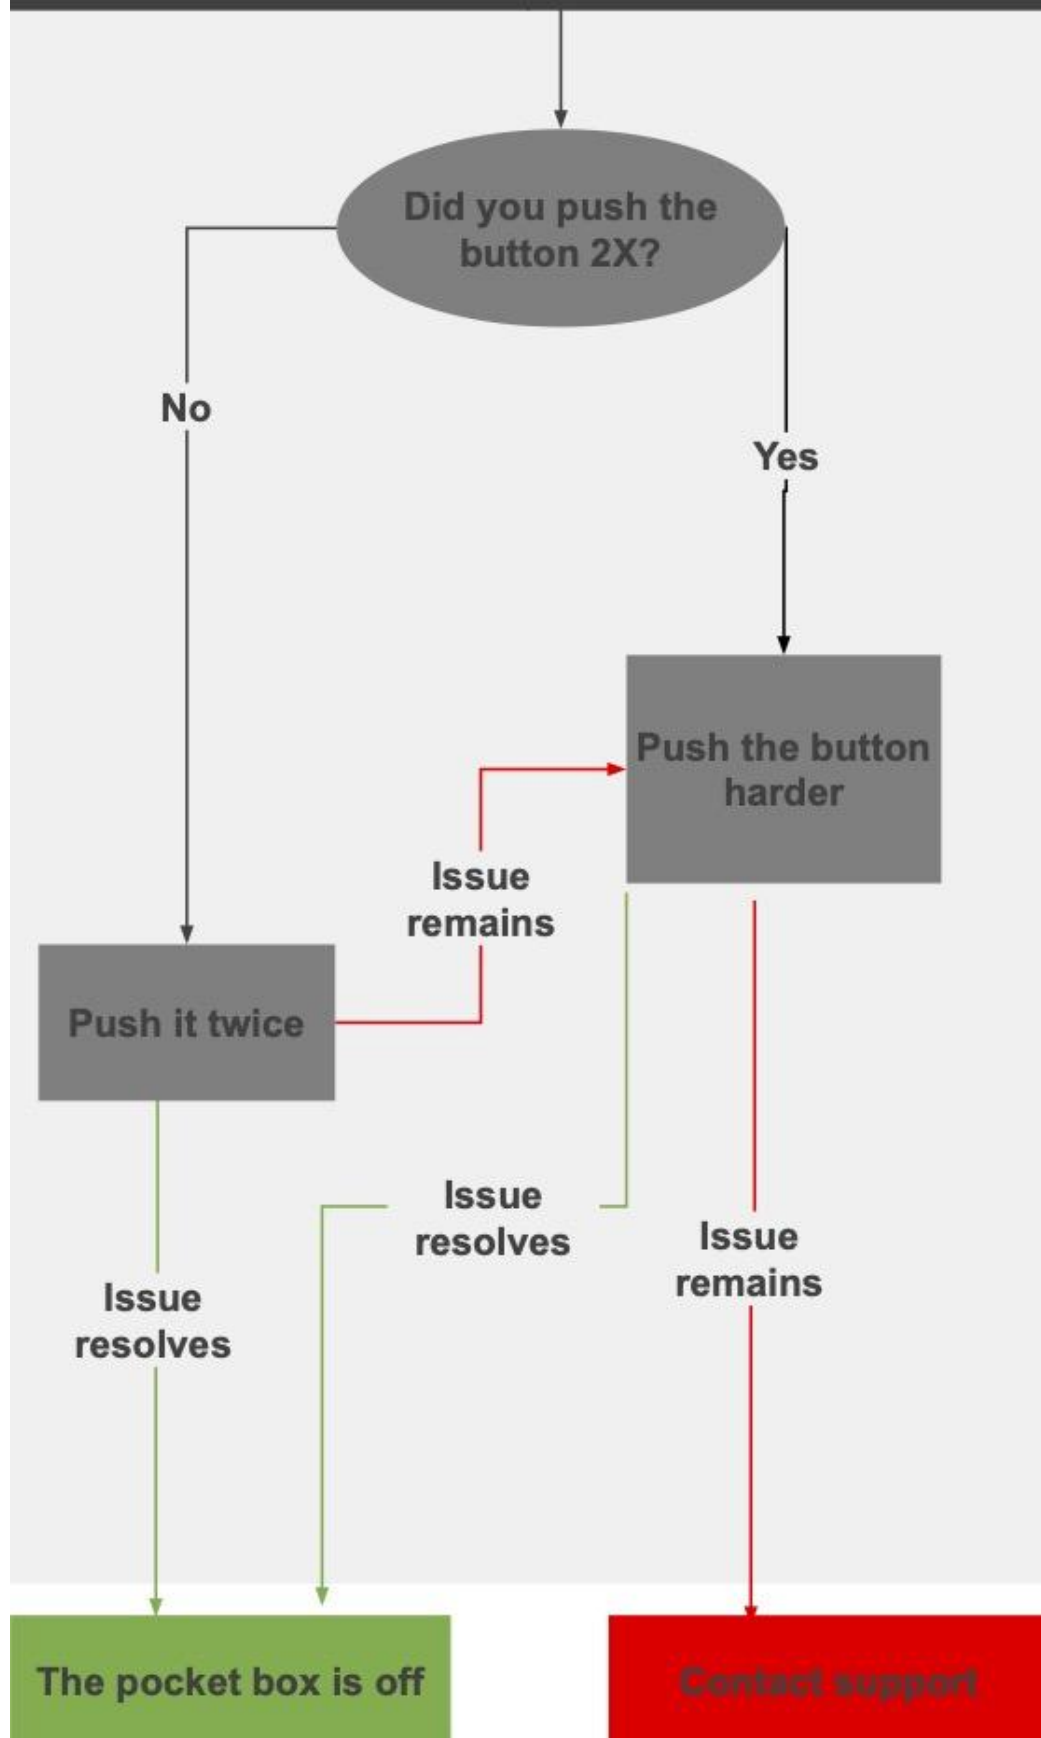 Did you push the
button 2X?
No
Yes
Push the button
harder
Issue
remains
Push it twice
Issue
resolves
Issue
remains
Issue
resolves
The pocket box is off
Contact support